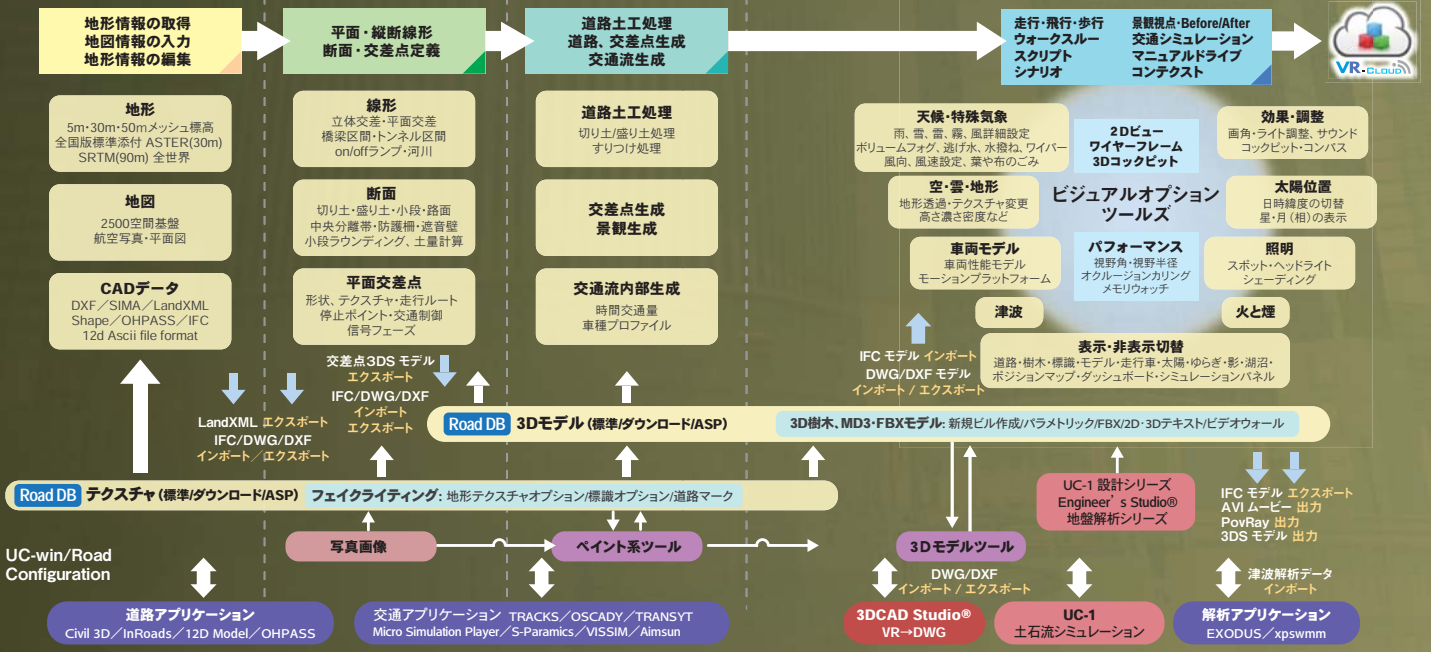 地形情報の取得
地図情報の入力
地形情報の編集
平面・縦断線形
断面・交差点定義
道路土工処理
道路、交差点生成
交通流生成
走行・飛行・歩行
ウォークスルー
スクリプト
シナリオ
景観視点・Before/After
交通シミュレーション
マニュアルドライブ
コンテクスト
VR-CLOUD
地形
5m・30m・50mメッシュ標高
全国版標準添付 ASTER(30m)
SRTM(90m) 全世界
地図
2500空間基盤
航空写真・平面図
CADデータ
DXF／SIMA／LandXML
Shape／OHPASS／IFC
12d Ascii file format
線形
立体交差・平面交差
橋梁区間・トンネル区間
on/offランプ・河川
断面
切り土・盛り土・小段・路面
中央分離帯・防護柵・遮音壁
小段ラウンディング、土量計算
平面交差点
形状、テクスチャ・走行ルート
停止ポイント・交通制御
信号フェーズ
道路土工処理
切り土/盛り土処理
すりつけ処理
交差点生成
景観生成
交通流内部生成
時間交通量
車種プロファイル
天候・特殊気象
雨、雪、雷、霧、風詳細設定
ボリュームフォグ、逃げ水、水撥ね、ワイパー
風向、風速設定、葉や布のごみ
空・雲・地形
地形透過・テクスチャ変更
高さ濃さ密度など
車両モデル
車両性能モデル
モーションプラットフォーム
津波
2Dビュー
ワイヤーフレーム
3Dコックピット
ビジュアルオプション
ツールズ
パフォーマンス
視野角・視野半径
オクルージョンカリング
メモリウォッチ
効果・調整
画角・ライト調整、サウンド
コックピット・コンパス
太陽位置
日時緯度の切替
星・月（相）の表示
照明
スポット・ヘッドライト
シェーディング
火と煙
表示・非表示切替
道路・樹木・標識・モデル・走行車・太陽・ゆらぎ・影・湖沼・
ポジションマップ・ダッシュボード・シミュレーションパネル
LandXML エクスポート
IFC/DWG/DXF
インポート／エクスポート
交差点3DS モデル
エクスポート
IFC/DWG/DXF
インポート
エクスポート
IFC モデル インポート
DWG/DXF モデル
インポート / エクスポート
Road DB 3Dモデル（標準/ダウンロード/ASP）
3D樹木、MD3・FBXモデル: 新規ビル作成/パラメトリック/FBX/2D・3Dテキスト/ビデオウォール
Road DB テクスチャ（標準/ダウンロード/ASP）
フェイクライティング: 地形テクスチャオプション/標識オプション/道路マーク
UC-1 設計シリーズ
Engineer's Studio®
地盤解析シリーズ
IFC モデル エクスポート
AVI ムービー 出力
PovRay 出力
3DS モデル 出力
写真画像
ペイント系ツール
3Dモデルツール
UC-win/Road
Configuration
DWG/DXF
インポート / エクスポート
津波解析データ
インポート
道路アプリケーション
Civil 3D／InRoads／12D Model／OHPASS
交通アプリケーション TRACKS／OSCADY／TRANSYT
Micro Simulation Player／S-Paramics／VISSIM／Aimsun
3DCAD Studio®
VR→DWG
UC-1
土石流シミュレーション
解析アプリケーション
EXODUS／xpswmm